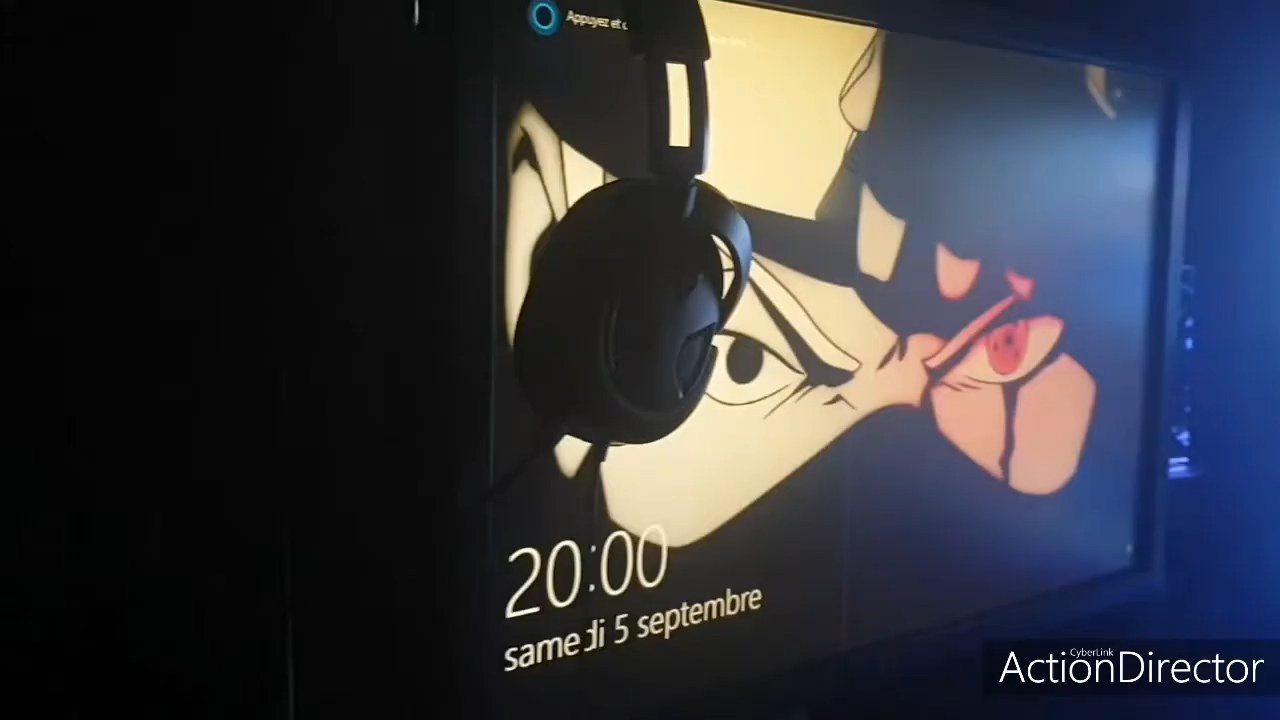 Appuyez et
20:00
samedi 5 septembre
CyberLink
ActionDirector